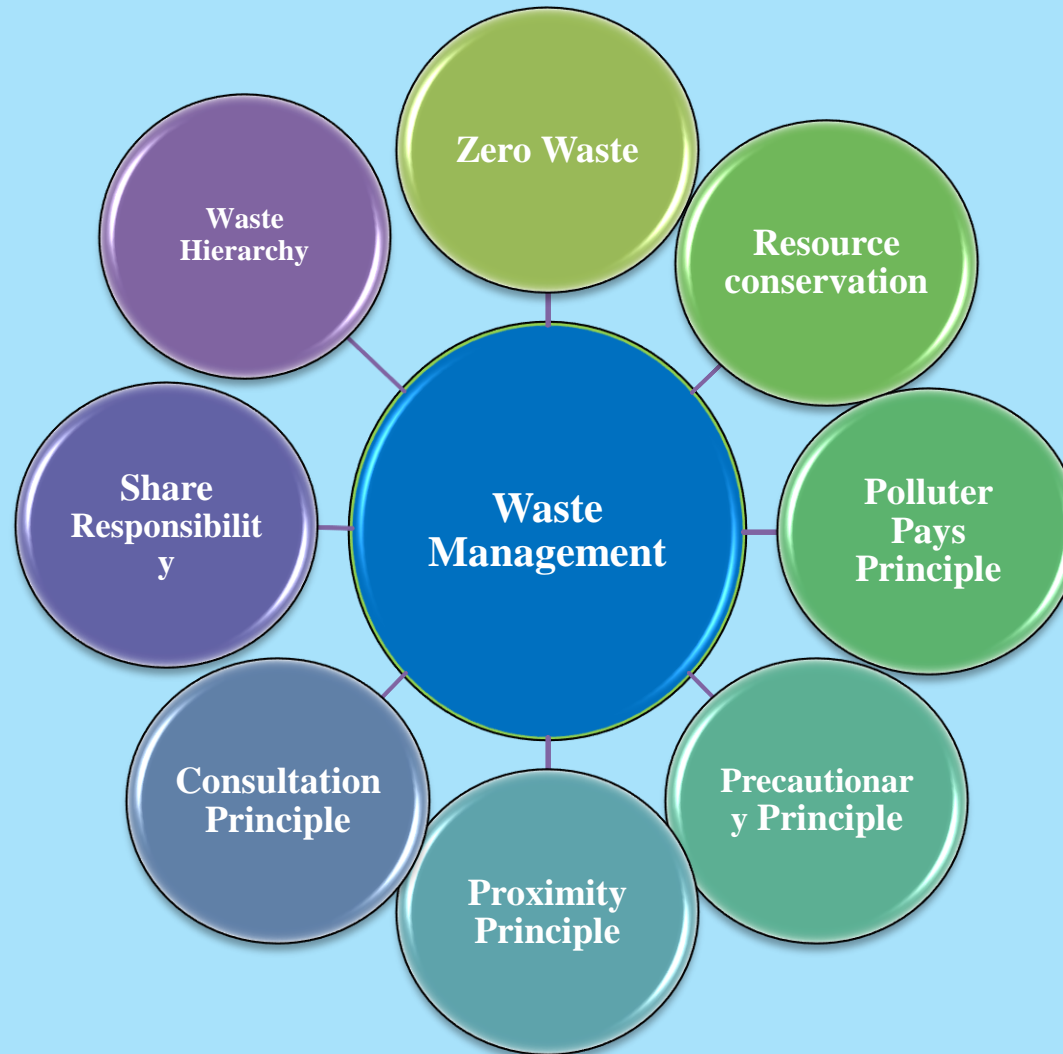 Zero Waste
Resource
conservation
Polluter
Pays
Principle
Precautionar
y Principle
Proximity
Principle
Consultation
Principle
Share
Responsibilit
y
Waste
Hierarchy
Waste
Management